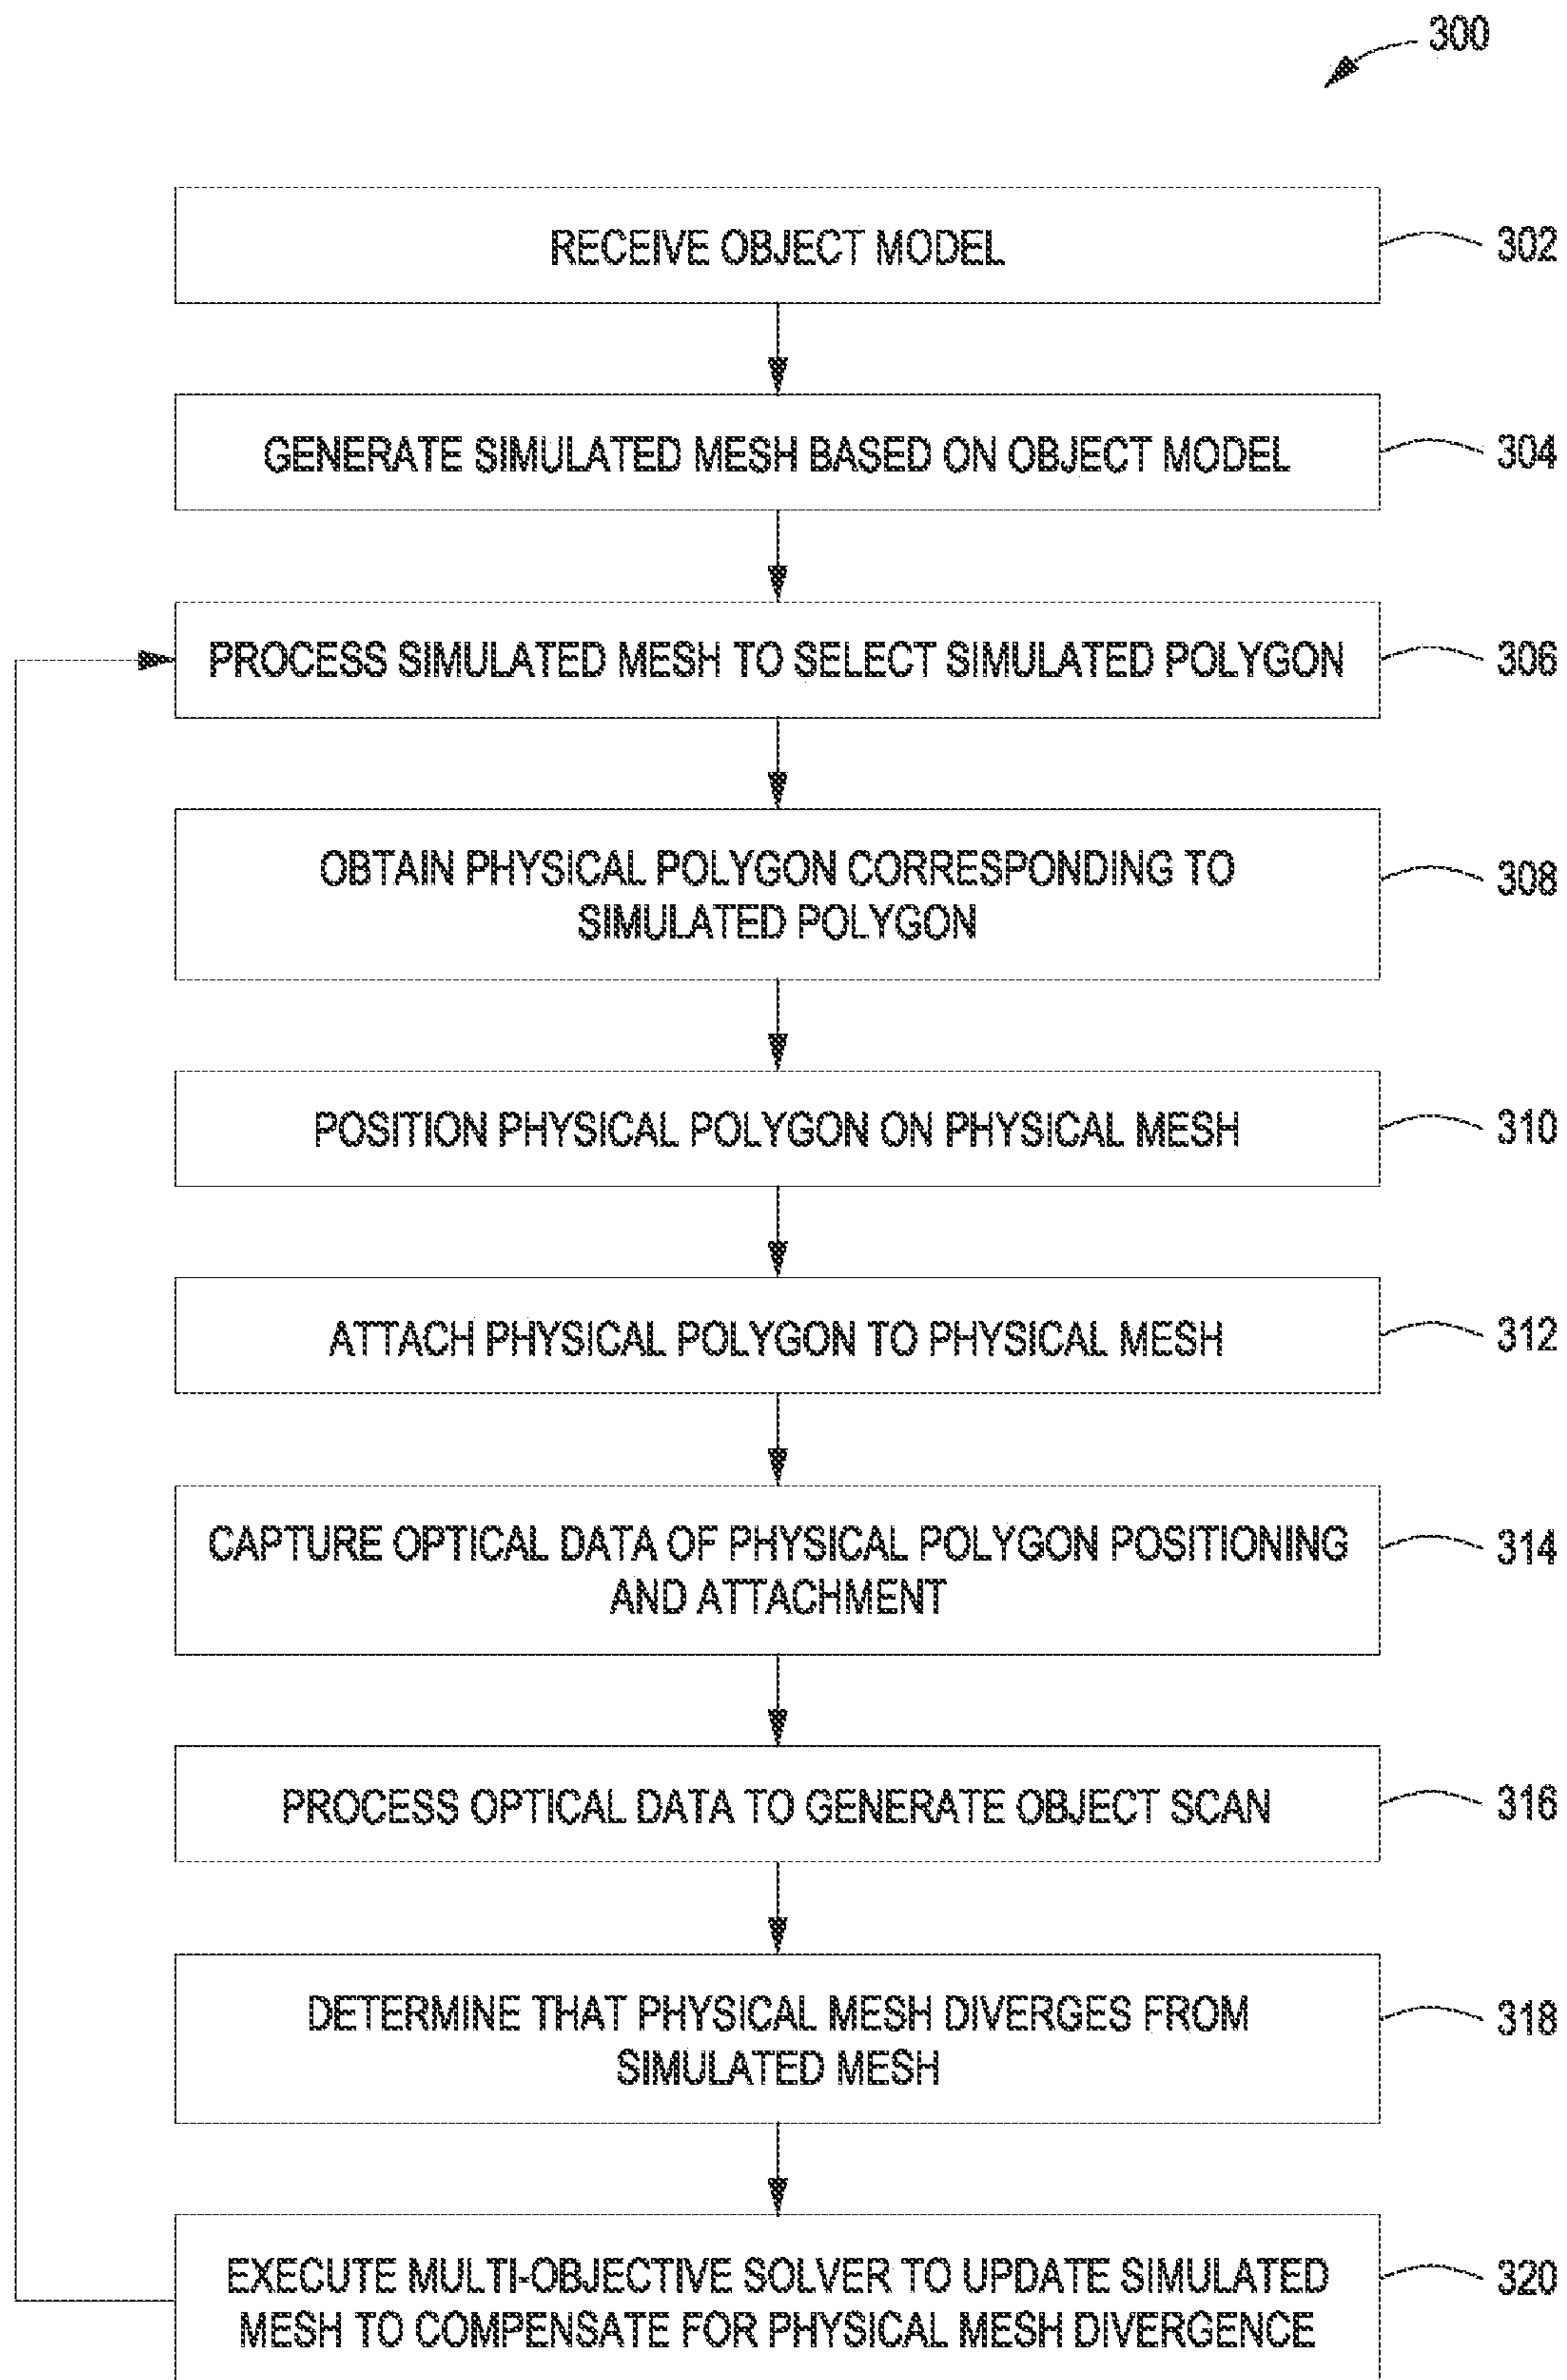 300
RECEIVE OBJECT MODEL
302
GENERATE SIMULATED MESH BASED ON OBJECT MODEL
304
PROCESS SIMULATED MESH TO SELECT SIMULATED POLYGON
306
OBTAIN PHYSICAL POLYGON CORRESPONDING TO
SIMULATED POLYGON
308
POSITION PHYSICAL POLYGON ON PHYSICAL MESH
310
ATTACH PHYSICAL POLYGON TO PHYSICAL MESH
312
CAPTURE OPTICAL DATA OF PHYSICAL POLYGON POSITIONING
AND ATTACHMENT
314
PROCESS OPTICAL DATA TO GENERATE OBJECT SCAN
316
DETERMINE THAT PHYSICAL MESH DIVERGES FROM
SIMULATED MESH
318
EXECUTE MULTI-OBJECTIVE SOLVER TO UPDATE SIMULATED
MESH TO COMPENSATE FOR PHYSICAL MESH DIVERGENCE
320